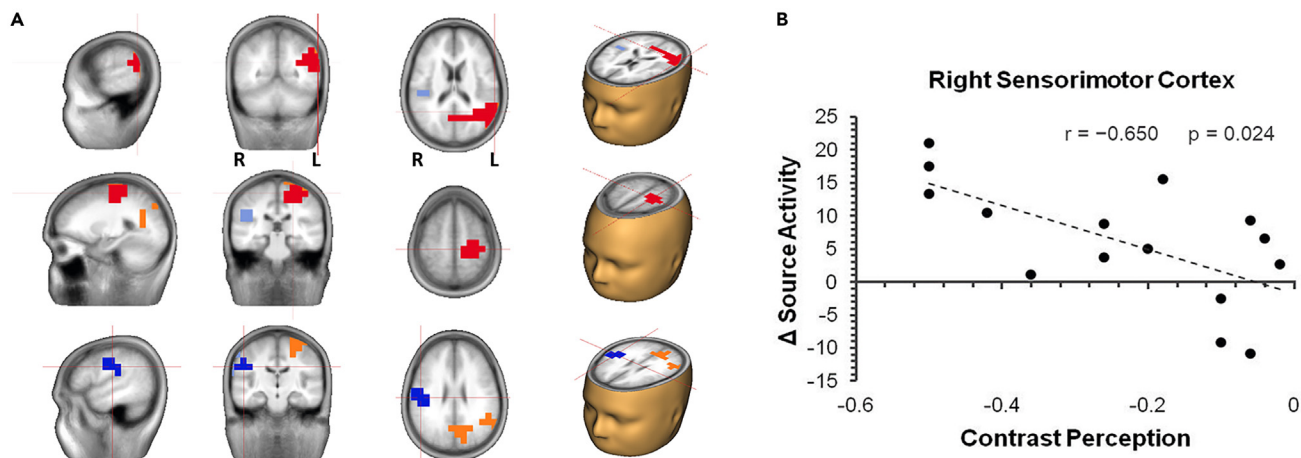 A
R L
R L
B
Right Sensorimotor Cortex
r = −0.650 p = 0.024
Δ Source Activity
25
20
15
10
5
0
-5
-10
-15
-0.6 -0.4 -0.2 0
Contrast Perception